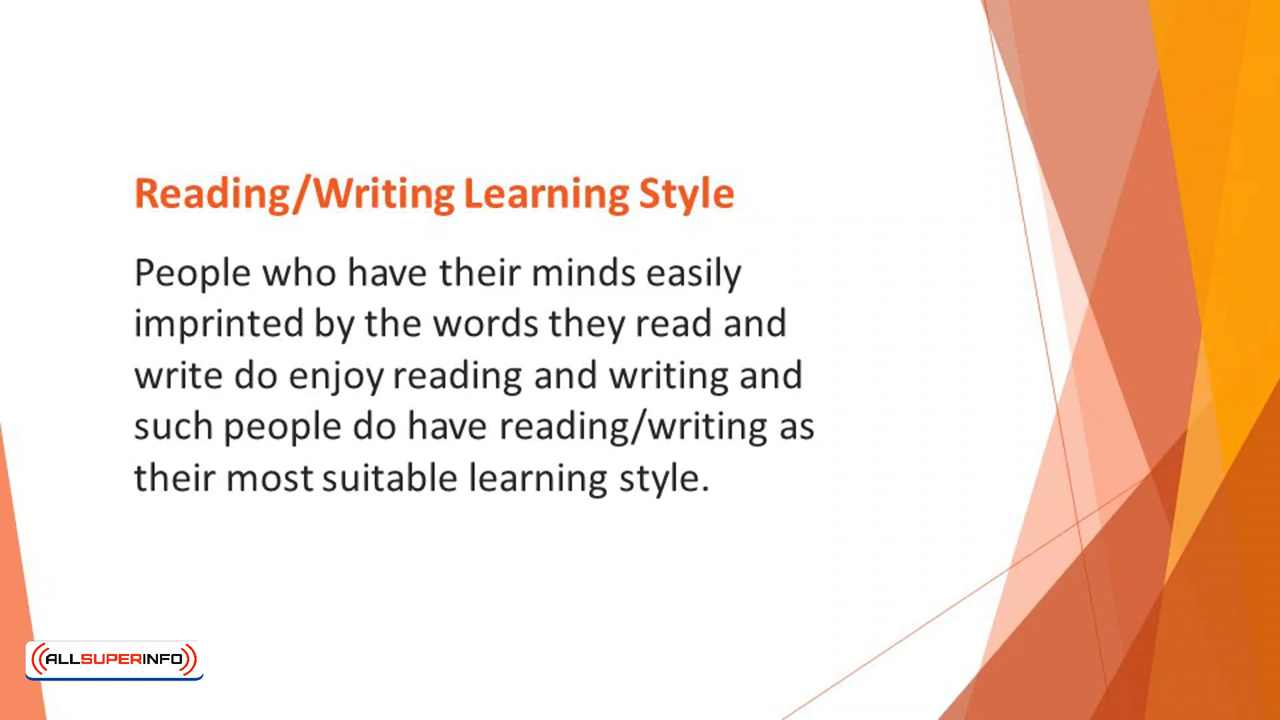 Reading/Writing Learning Style
People who have their minds easily
imprinted by the words they read and
write do enjoy reading and writing and
such people do have reading/writing as
their most suitable learning style.
ALLSUPERINFO